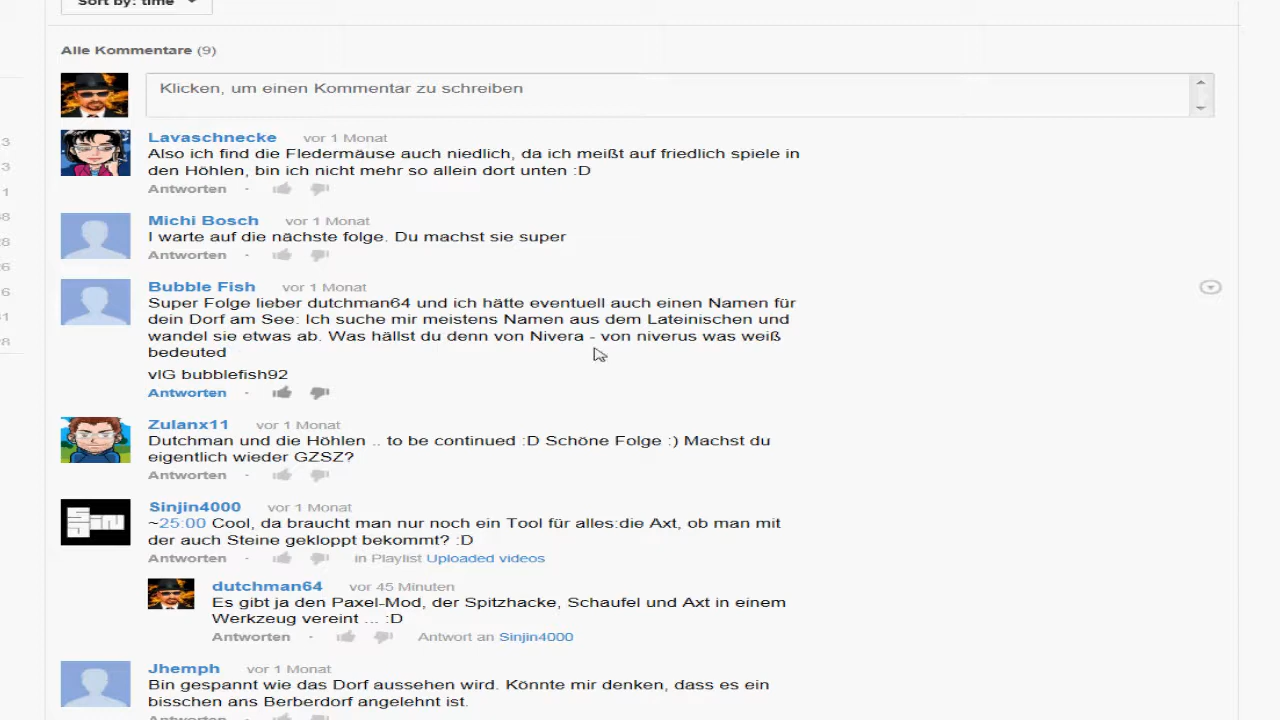 Sort by: time
Alle Kommentare (9)
Klicken, um einen Kommentar zu schreiben
Lavaschnecke vor 1 Monat
Also ich find die Fledermäuse auch niedlich, da ich meißt auf friedlich spiele in
den Höhlen, bin ich nicht mehr so allein dort unten :D
Antworten ·
Michi Bosch vor 1 Monat
I warte auf die nächste folge. Du machst sie super
Antworten ·
Bubble Fish vor 1 Monat
Super Folge lieber dutchman64 und ich hätte eventuell auch einen Namen für
dein Dorf am See: Ich suche mir meistens Namen aus dem Lateinischen und
wandel sie etwas ab. Was hällst du denn von Nivera - von niverus was weiß
bedeuted
vlG bubblefish92
Antworten ·
Zulanx11 vor 1 Monat
Dutchman und die Höhlen .. to be continued :D Schöne Folge :) Machst du
eigentlich wieder GZSZ?
Antworten ·
Sinjin4000 vor 1 Monat
~25:00 Cool, da braucht man nur noch ein Tool für alles:die Axt, ob man mit
der auch Steine gekloppt bekommt? :D
Antworten · in Playlist Uploaded videos
dutchman64 vor 45 Minuten
Es gibt ja den Paxel-Mod, der Spitzhacke, Schaufel und Axt in einem
Werkzeug vereint ... :D
Antworten · Antwort an Sinjin4000
Jhemph vor 1 Monat
Bin gespannt wie das Dorf aussehen wird. Könnte mir denken, dass es ein
bisschen ans Berberdorf angelehnt ist.
Antworten ·